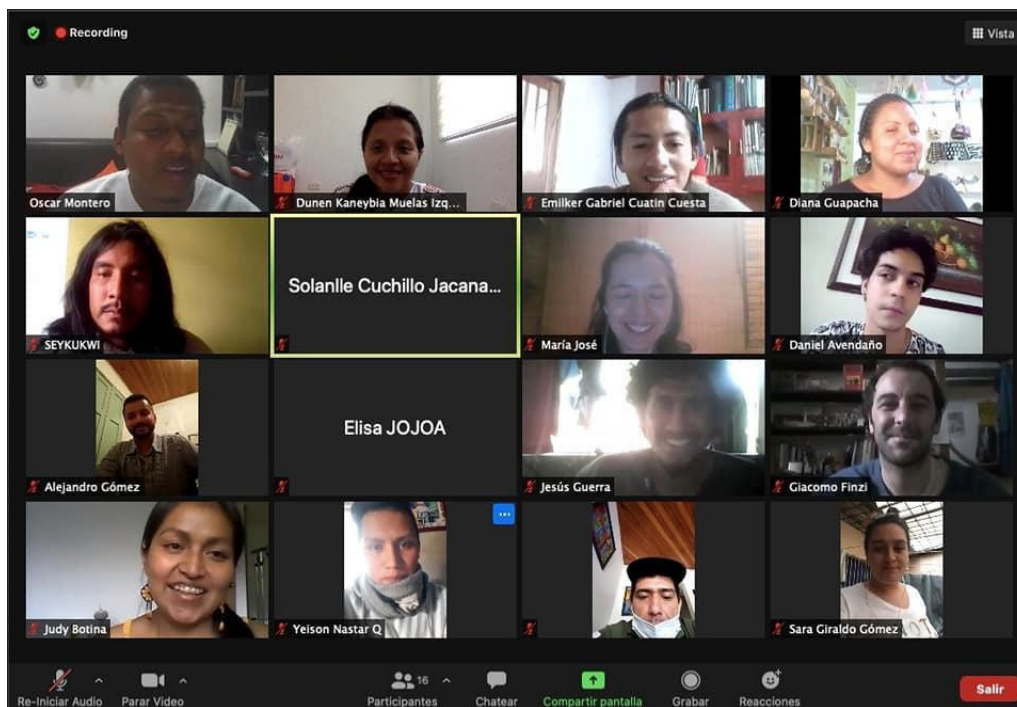 Recording
Vista
Oscar Montero
Dunen Kaneybia Muelas Izq...
Emilker Gabriel Cuatin Cuesta
Diana Guapacha
SEYKUKWI
Solanlle Cuchillo Jacana...
María José
Daniel Avendaño
Alejandro Gómez
Elisa JOJOA
Jesús Guerra
Giacomo Finzi
Judy Botina
Yeison Nastar Q
Sara Giraldo Gómez
Re-Iniciar Audio
Parar Video
16
Participantes
Chatear
Compartir pantalla
Grabar
Reacciones
Salir